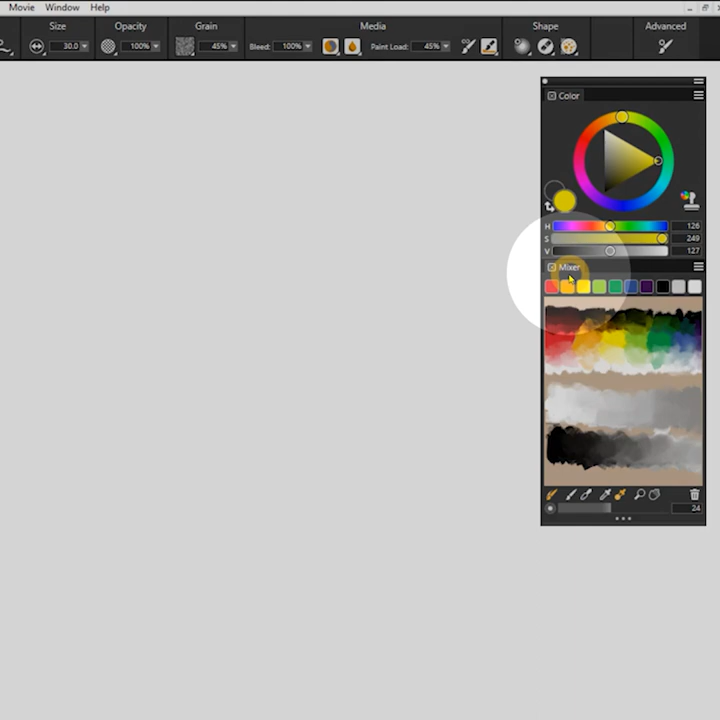 Movie Window Help
Size Opacity Grain Media Shape Advanced
30.0 100% 45% Bleed: 100% Paint Load: 45%
Color
H 126
S 249
V 127
Mixer
24